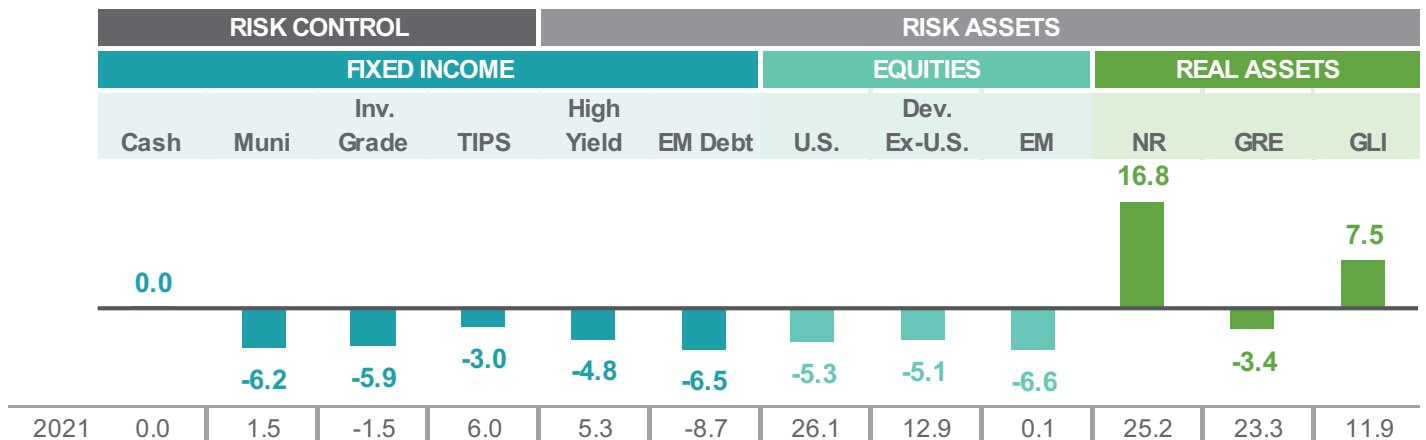 RISK CONTROL RISK ASSETS
FIXED INCOME EQUITIES REAL ASSETS
Inv. High Dev.
Cash Muni Grade TIPS Yield EM Debt U.S. Ex-U.S. EM NR GRE GLI
16.8
7.5
0.0
-6.2 -5.9 -3.0 -4.8 -6.5 -5.3 -5.1 -6.6 -3.4
2021 0.0 1.5 -1.5 6.0 5.3 -8.7 26.1 12.9 0.1 25.2 23.3 11.9